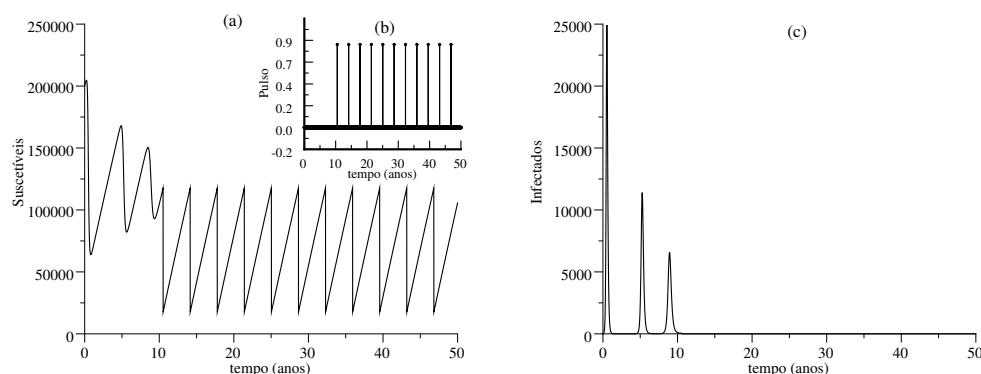 (a)
250000
200000
150000
100000
50000
0
Suscetíveis
0 10 20 30 40 50
tempo (anos)
(b)
0.9
0.7
0.4
0.2
0.0
-0.2
Pulso
0 10 20 30 40 50
tempo (anos)
(c)
25000
20000
15000
10000
5000
0
Infectados
0 10 20 30 40 50
tempo (anos)